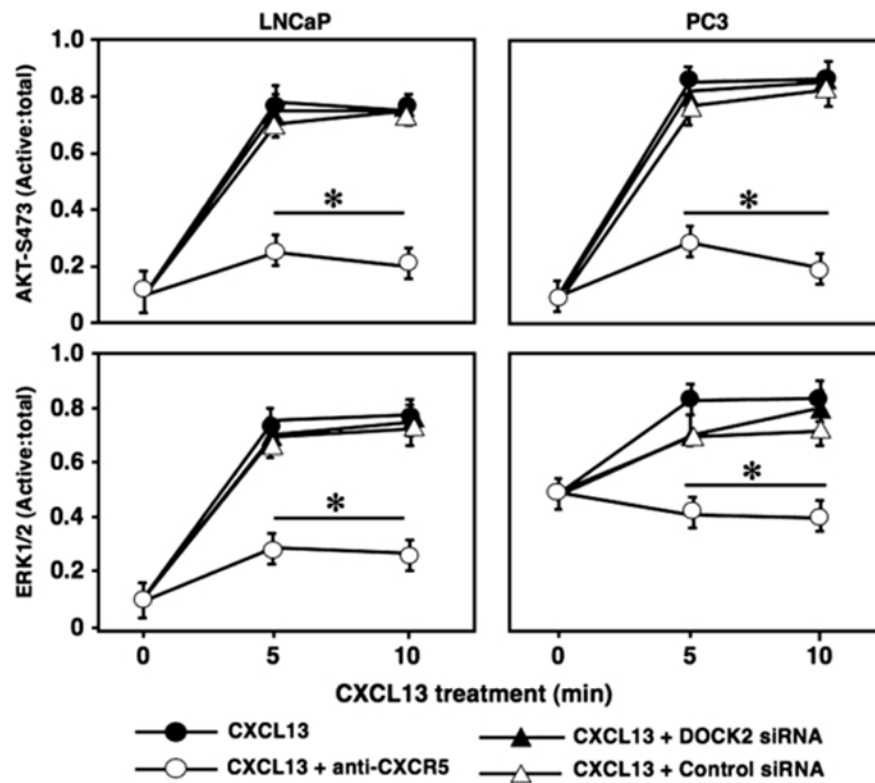 LNCaP PC3
AKT-S473 (Active:total)
1.0
0.8
0.6
0.4
0.2
0
* *
ERK1/2 (Active:total)
1.0
0.8
0.6
0.4
0.2
0
* *
0 5 10 0 5 10
CXCL13 treatment (min)
CXCL13 CXCL13 + DOCK2 siRNA
CXCL13 + anti-CXCR5 CXCL13 + Control siRNA